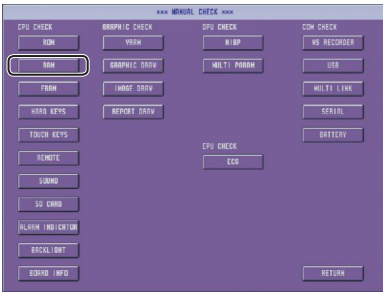 *** MANUAL CHECK ***
CPU CHECK
ROM
RAM
FRAM
HARD KEYS
TOUCH KEYS
REMOTE
SOUND
SD CARD
ALARM INDICATOR
BACKLIGHT
BOARD INFO
GRAPHIC CHECK
VRAM
GRAPHIC DRAW
IMAGE DRAW
REPORT DRAW
DPU CHECK
NIBP
MULTI PARAM
EPU CHECK
ECG
COM CHECK
VS RECORDER
USB
MULTI LINK
SERIAL
BATTERY
RETURN